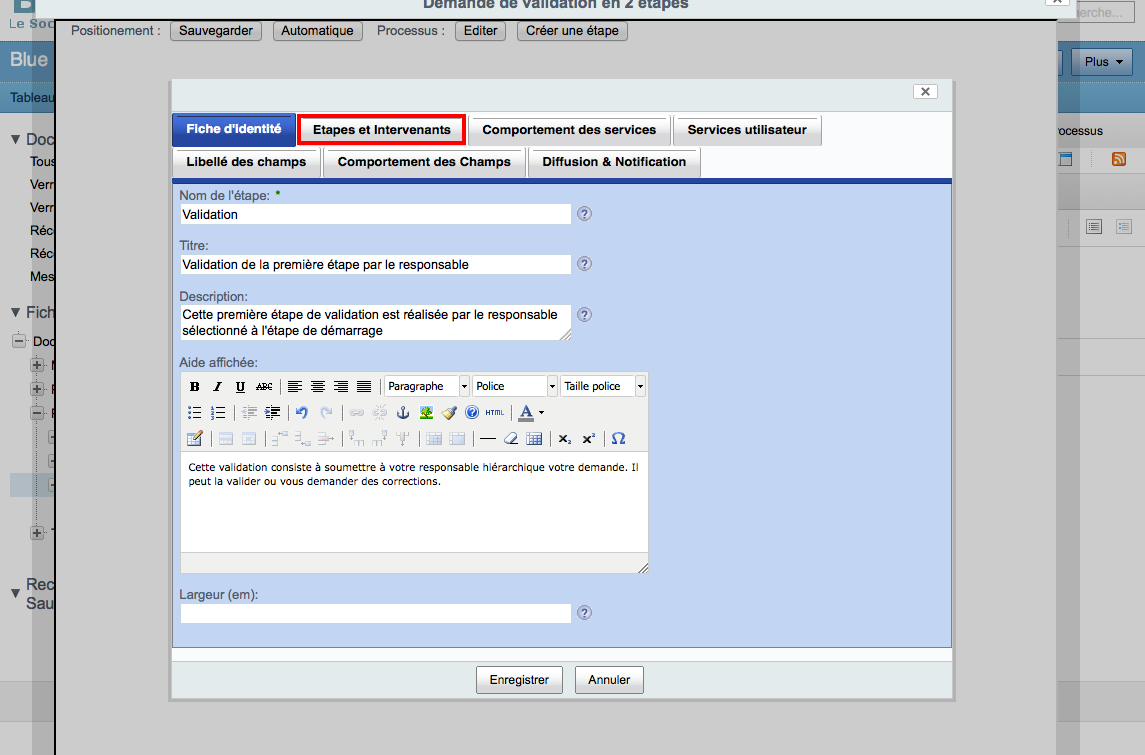 Demande de validation en 2 étapes
Le Soc
erche...
Positionement : Sauvegarder Automatique Processus : Editer Créer une étape
Blue
Plus
Tableau
Fiche d'Identité Etapes et Intervenants Comportement des services Services utilisateur
rocessus
Doc
Tous
Libellé des champs Comportement des Champs Diffusion & Notification
Verr
Nom de l'étape: *
Verr
Validation
Réc
Titre:
Réc
Validation de la première étape par le responsable
Mes
Description:
Fich
Cette première étape de validation est réalisée par le responsable
sélectionné à l'étape de démarrage
Doc
Aide affichée:
B I U ABC Paragraphe Police Taille police
HTML A
x₂ x² Ω
Cette validation consiste à soumettre à votre responsable hiérarchique votre demande. Il
peut la valider ou vous demander des corrections.
Rec
Sau
Largeur (em):
Enregistrer Annuler